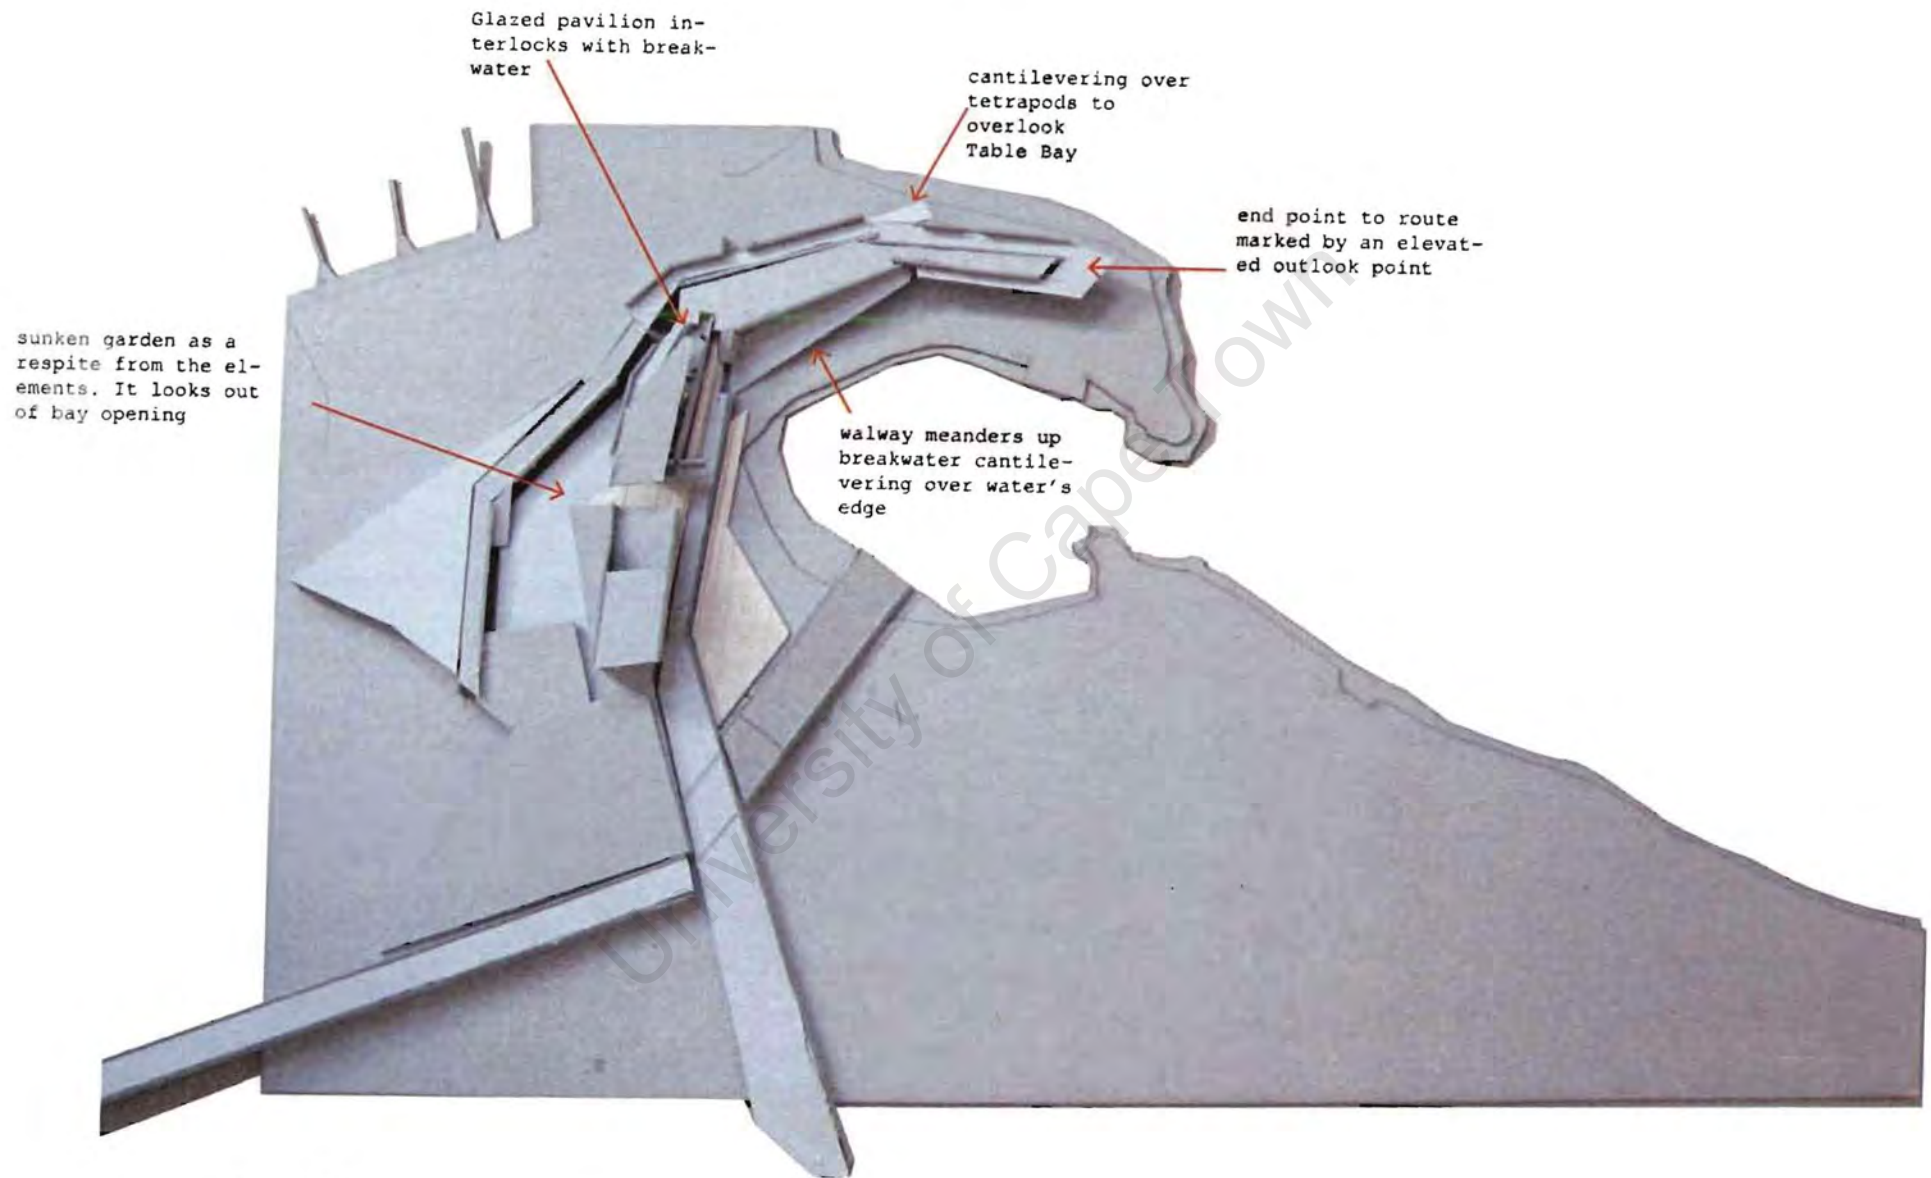 Glazed pavilion in-
terlocks with break-
water
cantilevering over
tetrapods to
overlook
Table Bay
end point to route
marked by an elevat-
ed outlook point
sunken garden as a
respite from the el-
ements. It looks out
of bay opening
walway meanders up
breakwater cantile-
vering over water's
edge
University of Cape Town